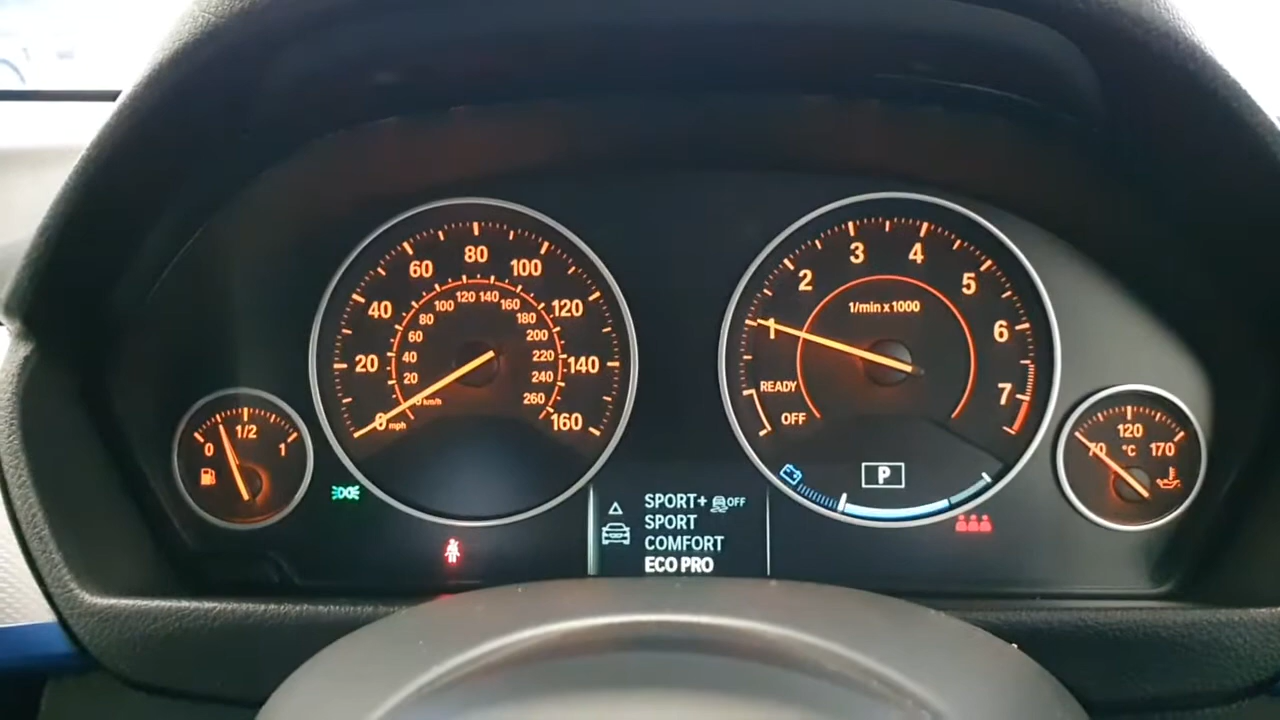 80
60 100
40 120
20 140
0 mph 160
120 140
100 160
80 180
60 200
40 220
20 240
0 km/h 260
0 1/2 1
SPORT+ OFF
SPORT
COMFORT
ECO PRO
3 4
2 5
1 6
7
1/min x 1000
READY
OFF
P
120
70 °C 170